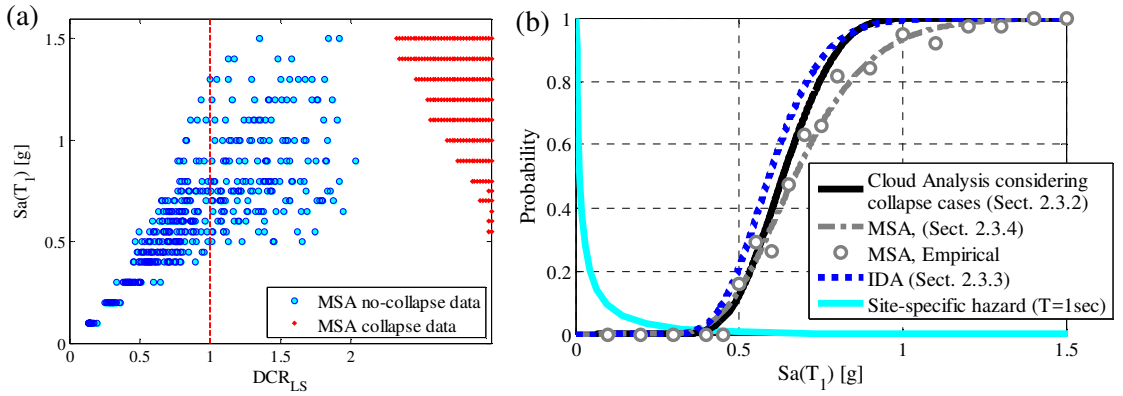 (a)
1.5
1
0.5
0
Sa(T1) [g]
0
0.5
1
1.5
2
DCR_LS
MSA no-collapse data
MSA collapse data
(b)
1
0.8
0.6
0.4
0.2
0
Probability
0
0.5
1
1.5
Sa(T1) [g]
Cloud Analysis considering
collapse cases (Sect. 2.3.2)
MSA, (Sect. 2.3.4)
MSA, Empirical
IDA (Sect. 2.3.3)
Site-specific hazard (T=1sec)